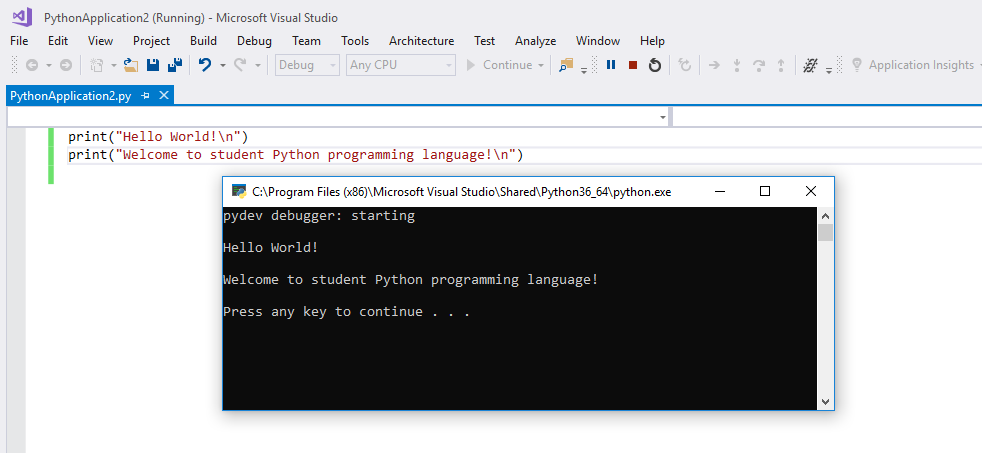 PythonApplication2 (Running) - Microsoft Visual Studio
File Edit View Project Build Debug Team Tools Architecture Test Analyze Window Help
Debug Any CPU Continue Application Insights
PythonApplication2.py
print("Hello World!\n")
print("Welcome to student Python programming language!\n")
C:\Program Files (x86)\Microsoft Visual Studio\Shared\Python36_64\python.exe
pydev debugger: starting
Hello World!
Welcome to student Python programming language!
Press any key to continue . . .